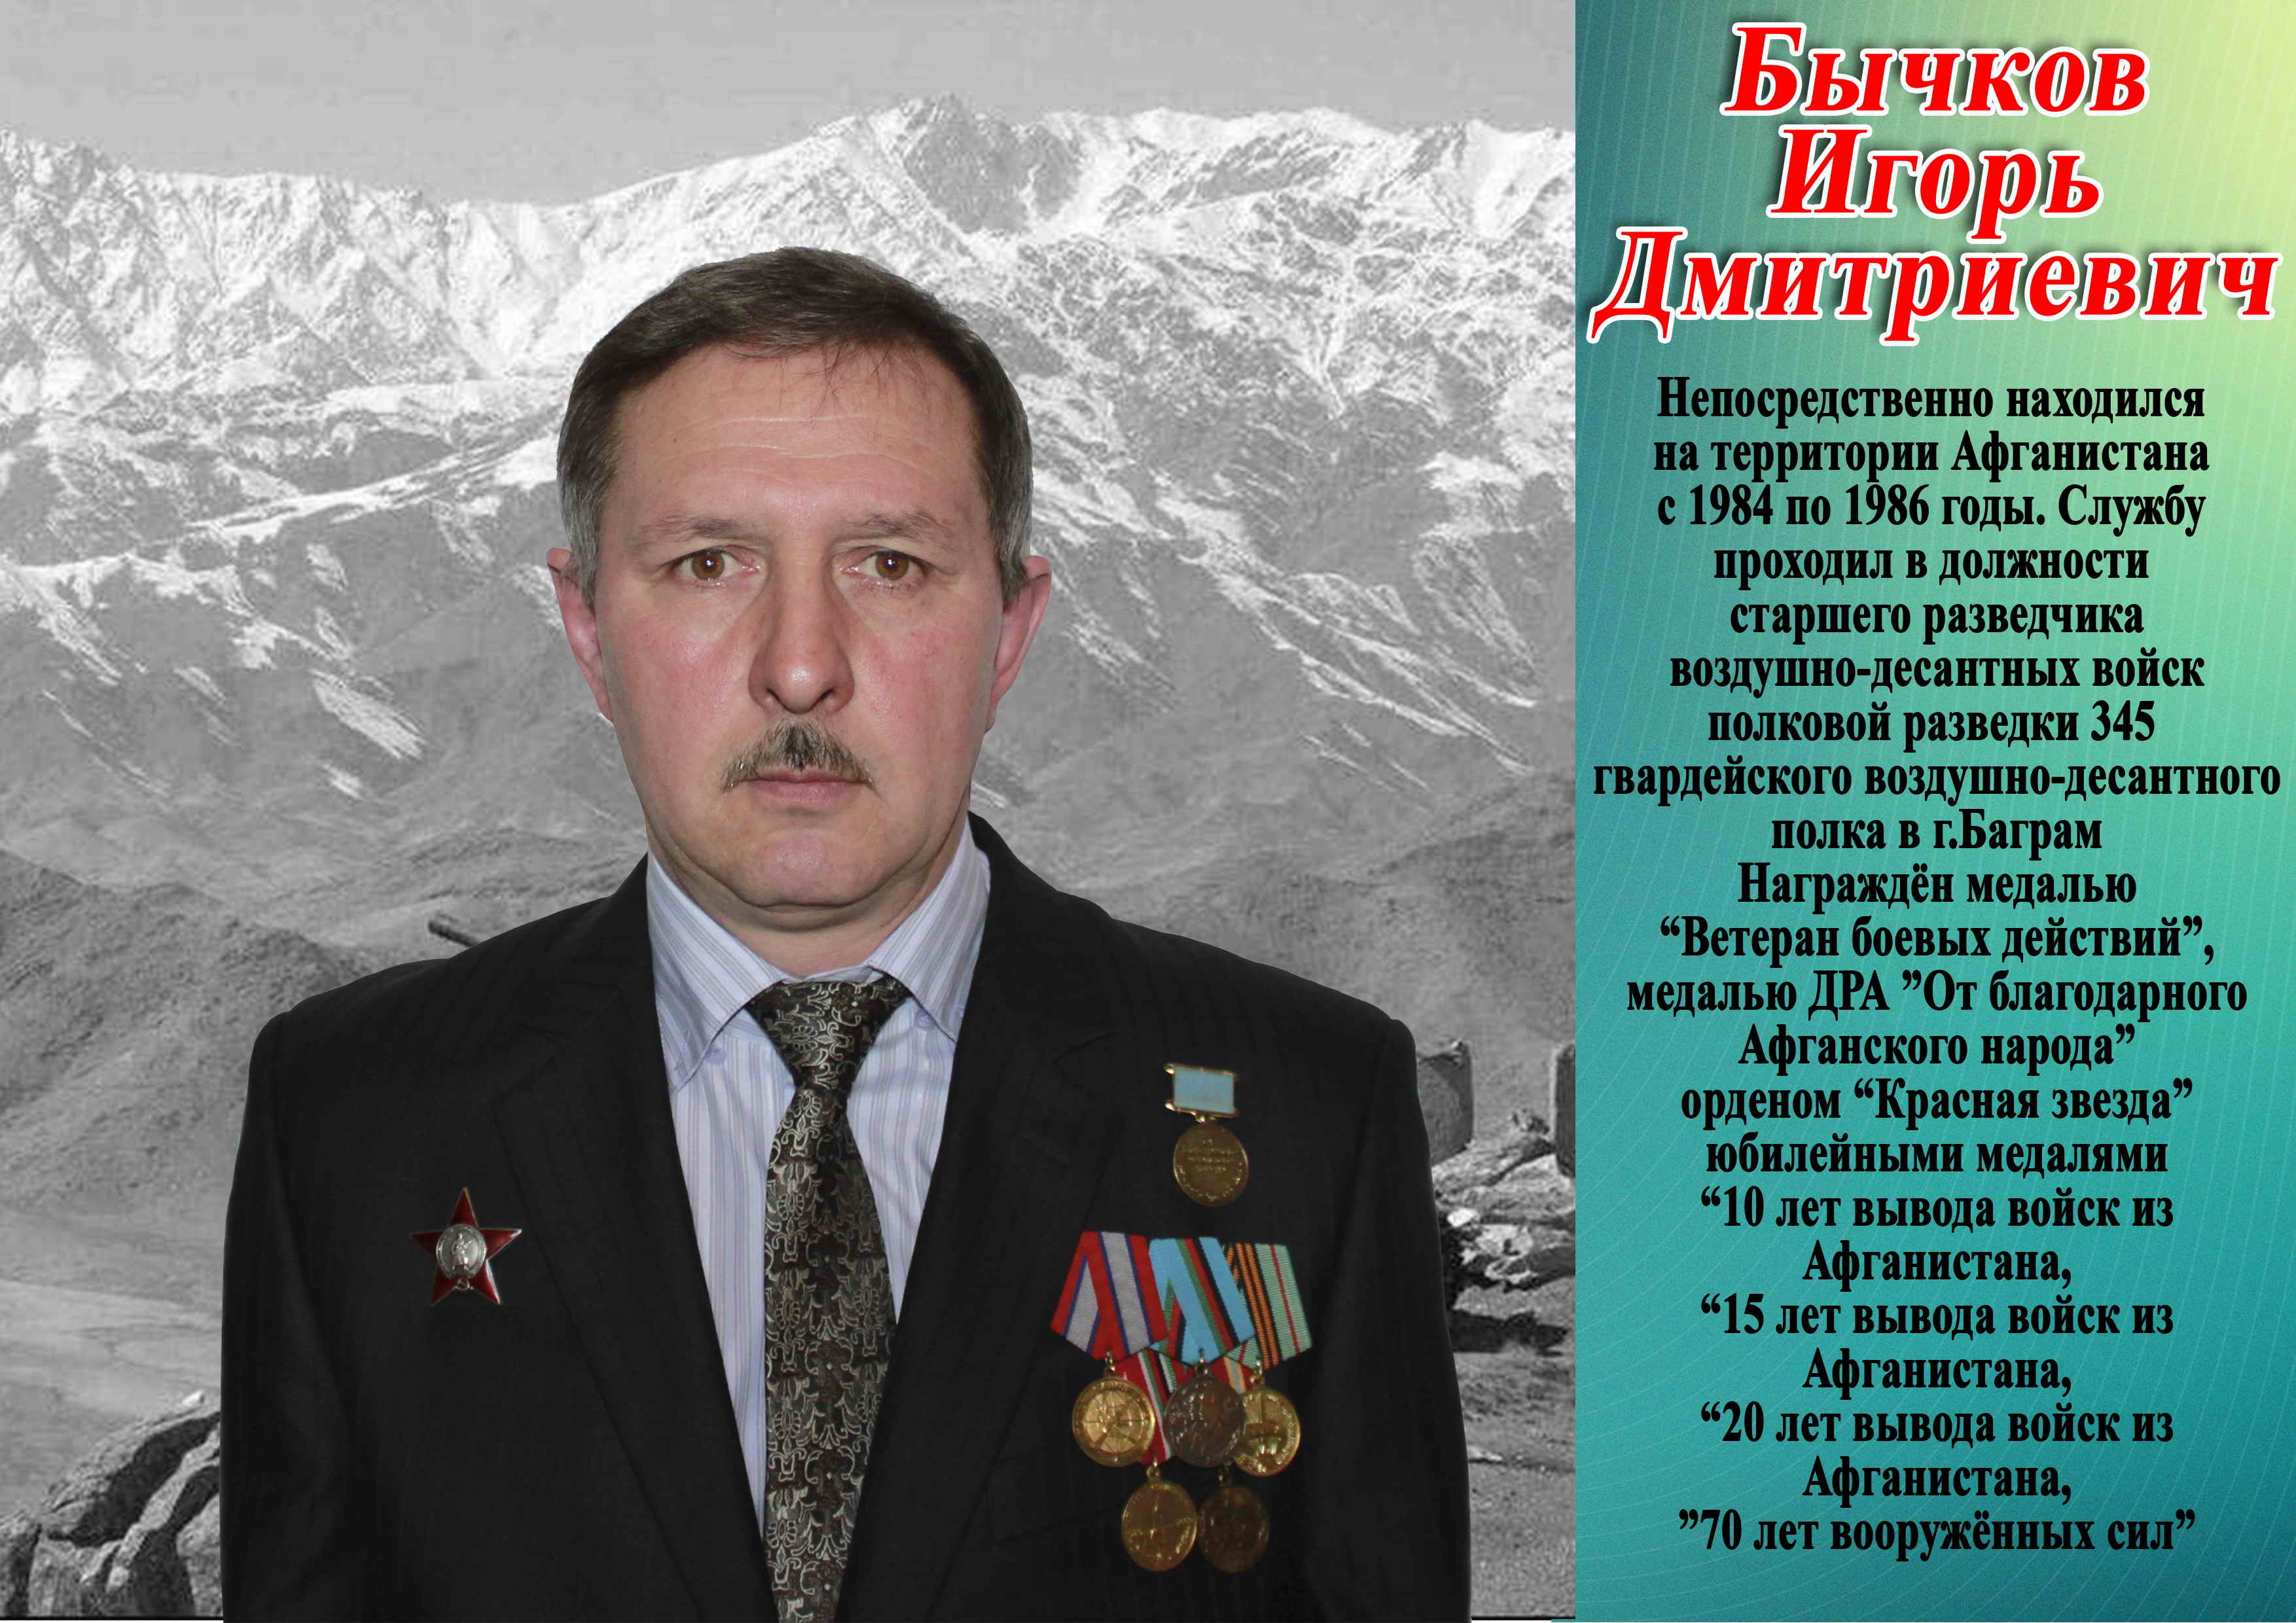 Бычков
Игорь
Дмитриевич
Непосредственно находился
на территории Афганистана
с 1984 по 1986 годы. Службу
проходил в должности
старшего разведчика
воздушно-десантных войск
полковой разведки 345
гвардейского воздушно-десантного
полка в г.Баграм
Награждён медалью
“Ветеран боевых действий”,
медалью ДРА ”От благодарного
Афганского народа”
орденом “Красная звезда”
юбилейными медалями
“10 лет вывода войск из
Афганистана,
“15 лет вывода войск из
Афганистана,
“20 лет вывода войск из
Афганистана,
”70 лет вооружённых сил”